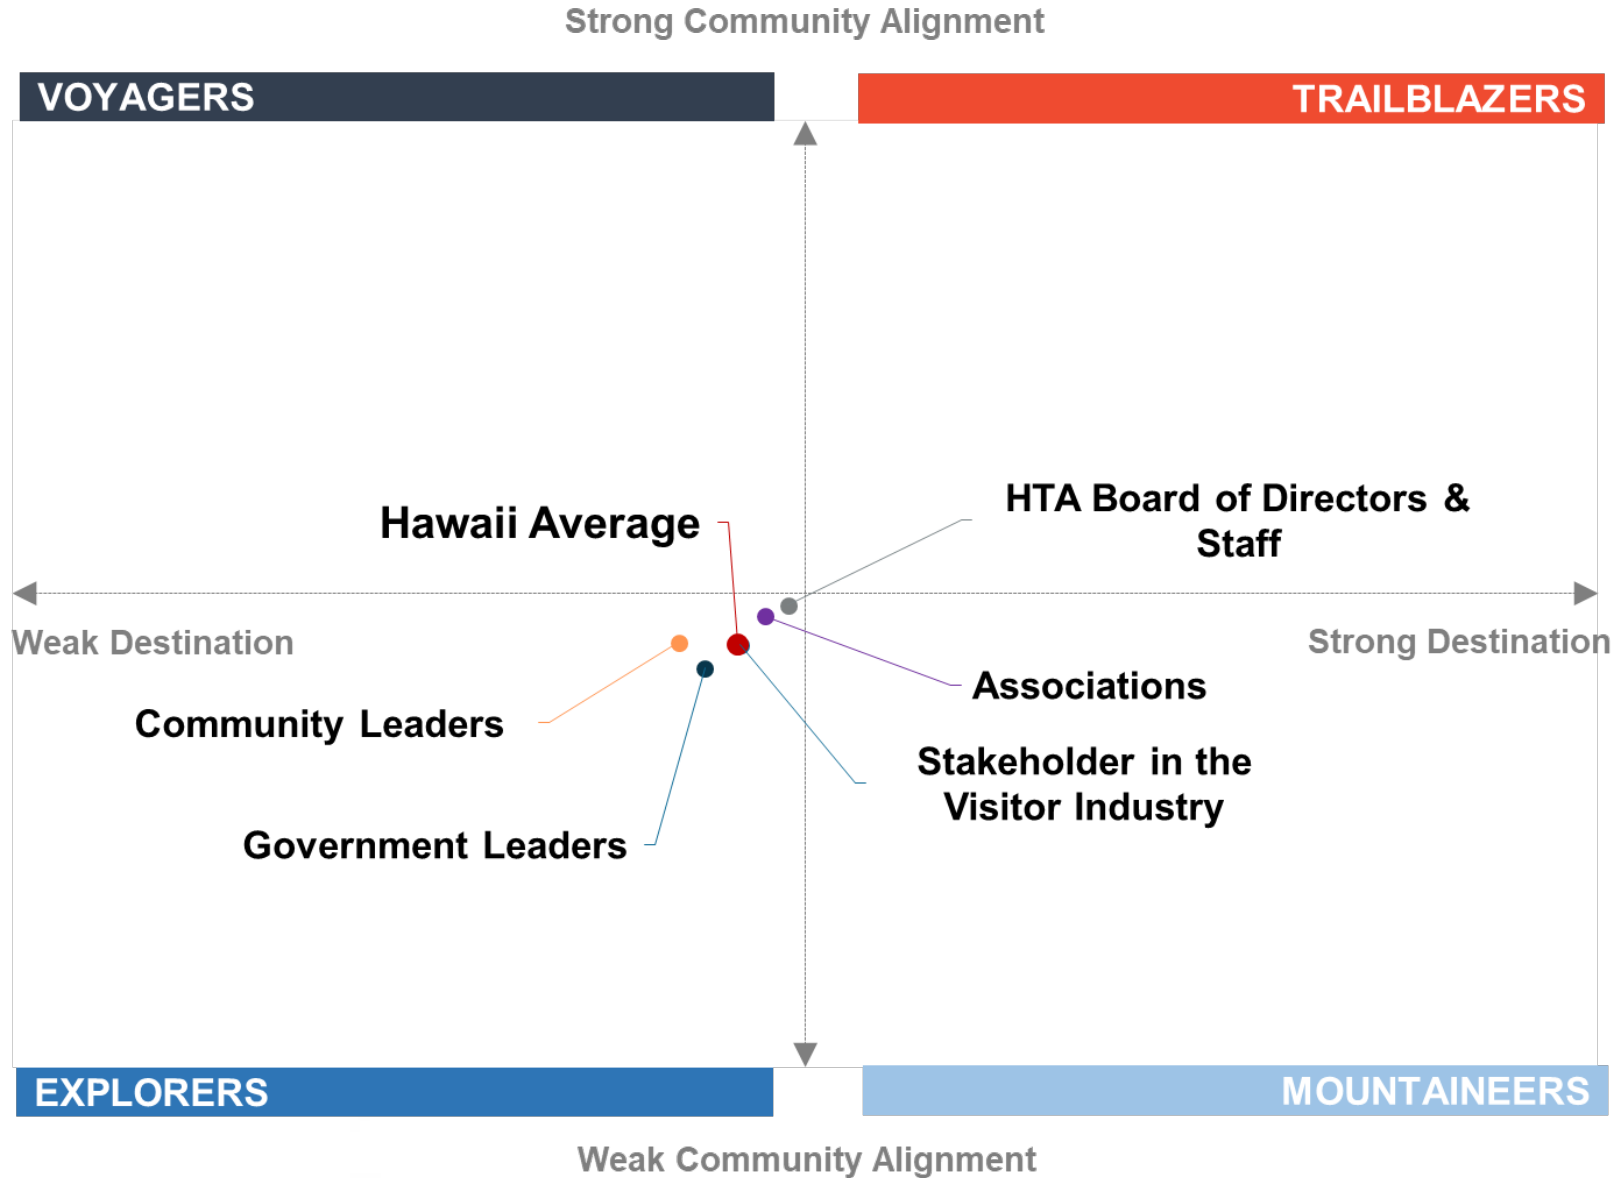 Strong Community Alignment
VOYAGERS
TRAILBLAZERS
HTA Board of Directors &
Staff
Hawaii Average
Weak Destination
Strong Destination
Associations
Community Leaders
Stakeholder in the
Visitor Industry
Government Leaders
EXPLORERS
MOUNTAINEERS
Weak Community Alignment